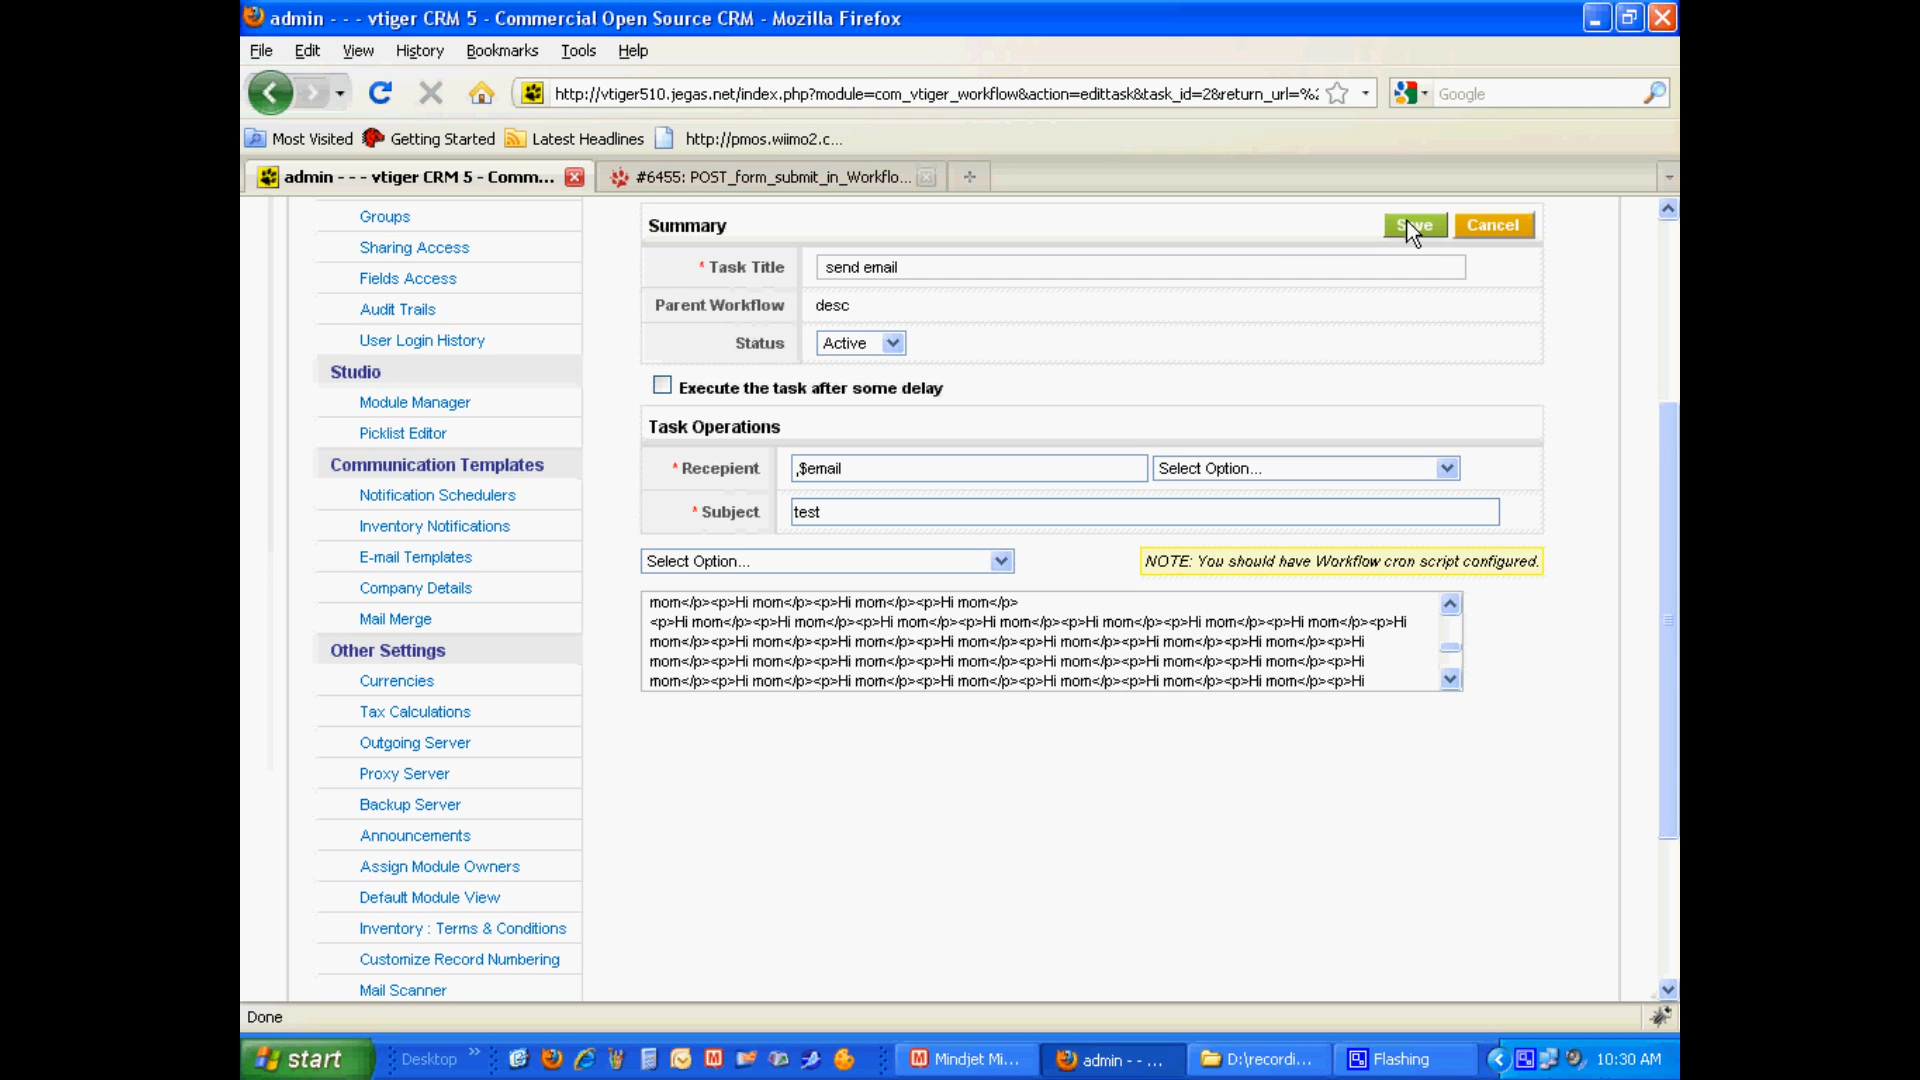 admin - - - vtiger CRM 5 - Commercial Open Source CRM - Mozilla Firefox
File Edit View History Bookmarks Tools Help
http://vtiger510.jegas.net/index.php?module=com_vtiger_workflow&action=edittask&task_id=2&return_url=%2
Google
Most Visited Getting Started Latest Headlines http://pmos.wiimo2.c...
admin - - - vtiger CRM 5 - Comm... #6455: POST_form_submit_in_Workflo...
Groups
Sharing Access
Fields Access
Audit Trails
User Login History
Studio
Module Manager
Picklist Editor
Communication Templates
Notification Schedulers
Inventory Notifications
E-mail Templates
Company Details
Mail Merge
Other Settings
Currencies
Tax Calculations
Outgoing Server
Proxy Server
Backup Server
Announcements
Assign Module Owners
Default Module View
Inventory : Terms & Conditions
Customize Record Numbering
Mail Scanner
Summary Save Cancel
* Task Title send email
Parent Workflow desc
Status Active
Execute the task after some delay
Task Operations
* Recepient ,$email Select Option...
* Subject test
Select Option... NOTE: You should have Workflow cron script configured.
mom</p><p>Hi mom</p><p>Hi mom</p><p>Hi mom</p>
<p>Hi mom</p><p>Hi mom</p><p>Hi mom</p><p>Hi mom</p><p>Hi mom</p><p>Hi mom</p><p>Hi mom</p><p>Hi
mom</p><p>Hi mom</p><p>Hi mom</p><p>Hi mom</p><p>Hi mom</p><p>Hi mom</p><p>Hi mom</p><p>Hi
mom</p><p>Hi mom</p><p>Hi mom</p><p>Hi mom</p><p>Hi mom</p><p>Hi mom</p><p>Hi mom</p><p>Hi
mom</p><p>Hi mom</p><p>Hi mom</p><p>Hi mom</p><p>Hi mom</p><p>Hi mom</p><p>Hi mom</p><p>Hi
Done
start Desktop » Mindjet Mi... admin - - ... D:\recordi... Flashing 10:30 AM